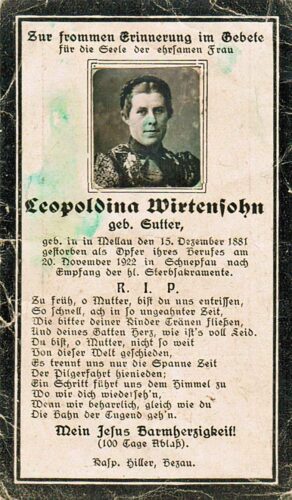 Zur frommen Erinnerung im Gebete
für die Seele der ehrsamen Frau
Leopoldina Wirtensohn
geb. Sutter,
geb. in in Mellau den 15. Dezember 1881
gestorben als Opfer ihres Berufes am
20. November 1922 in Schnepfau nach
Empfang der hl. Sterbsakramente.
R. I. P.
Zu früh, o Mutter, bist du uns entrissen,
So schnell, ach in so ungeahnter Zeit,
Wie bitter deiner Kinder Tränen fließen,
Und deines Gatten Herz, wie ist's voll Leid.
Du bist, o Mutter, nicht so weit
Von dieser Welt geschieden,
Es trennt uns nur die Spanne Zeit
Der Pilgerfahrt hienieden;
Ein Schritt führt uns dem Himmel zu
Wo wir dich wiederseh'n,
Wenn wir beharrlich, gleich wie du
Die Bahn der Tugend geh'n.
Mein Jesus Barmherzigkeit!
(100 Tage Ablaß.)
Kasp. Hiller, Bezau.